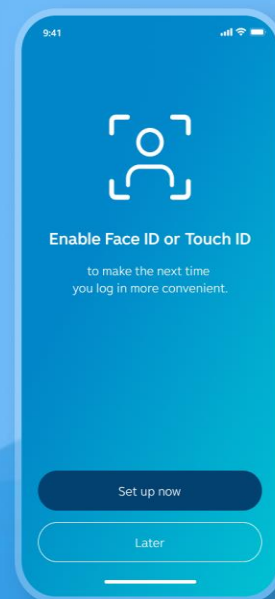 9:41
Enable Face ID or Touch ID
to make the next time
you log in more convenient.
Set up now
Later